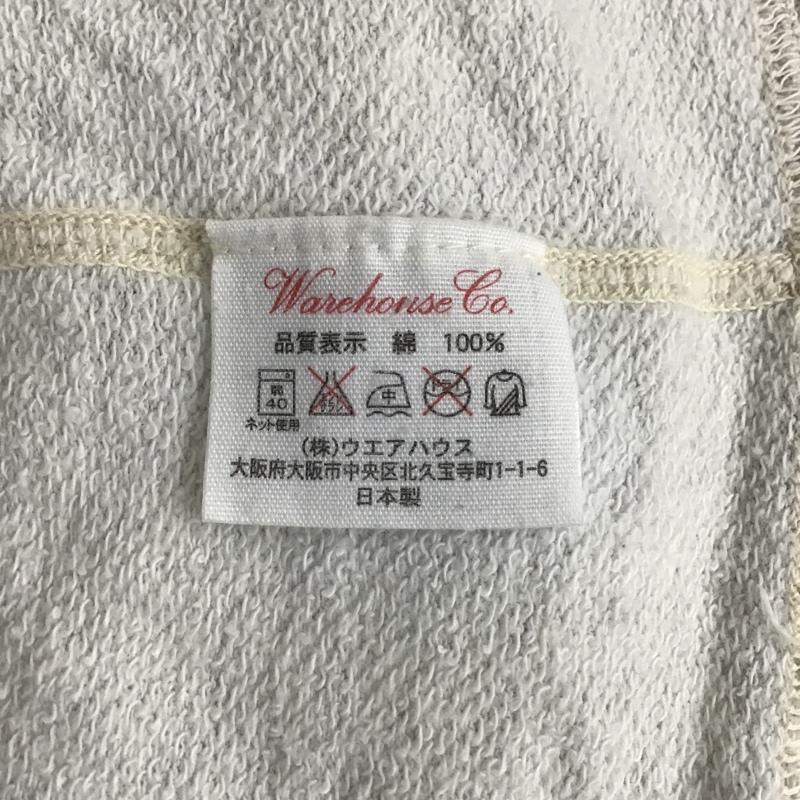 Warehouse Co.
品質表示 綿 100%
40 中
ネット使用
(株)ウエアハウス
大阪府大阪市中央区北久宝寺町1-1-6
日本製